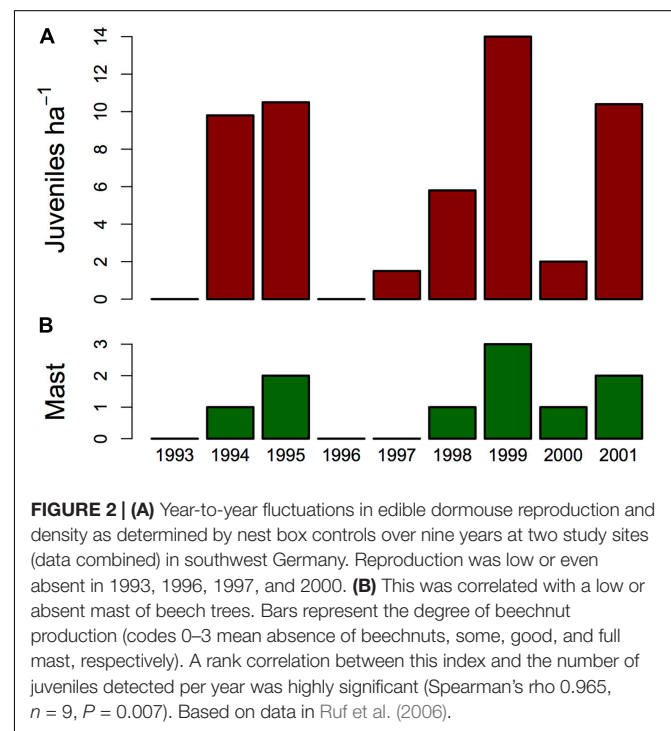 A
Juveniles ha⁻¹
14
12
10
8
6
4
2
0
B
Mast
3
2
1
0
1993 1994 1995 1996 1997 1998 1999 2000 2001
FIGURE 2 | (A) Year-to-year fluctuations in edible dormouse reproduction and
density as determined by nest box controls over nine years at two study sites
(data combined) in southwest Germany. Reproduction was low or even
absent in 1993, 1996, 1997, and 2000. (B) This was correlated with a low or
absent mast of beech trees. Bars represent the degree of beechnut
production (codes 0–3 mean absence of beechnuts, some, good, and full
mast, respectively). A rank correlation between this index and the number of
juveniles detected per year was highly significant (Spearman's rho 0.965,
n = 9, P = 0.007). Based on data in Ruf et al. (2006).